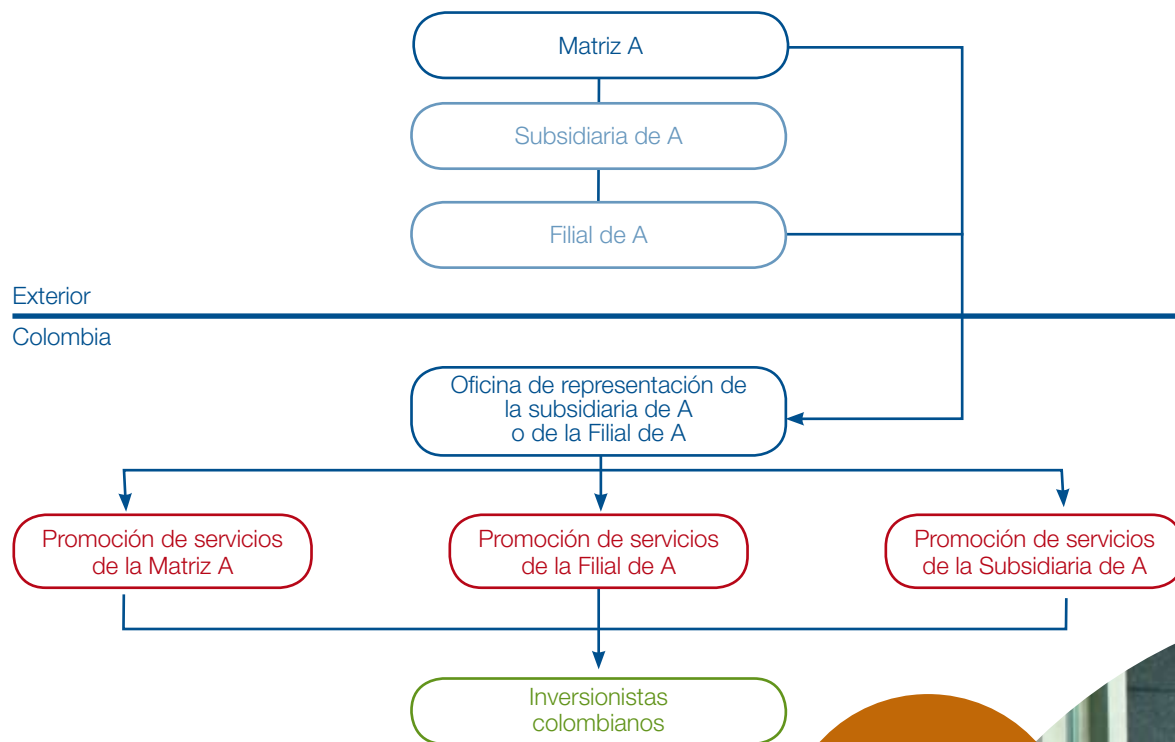 Matriz A
Subsidiaria de A
Filial de A
Exterior
Colombia
Oficina de representación de
la subsidiaria de A
o de la Filial de A
Promoción de servicios
de la Matriz A
Promoción de servicios
de la Filial de A
Promoción de servicios
de la Subsidiaria de A
Inversionistas
colombianos